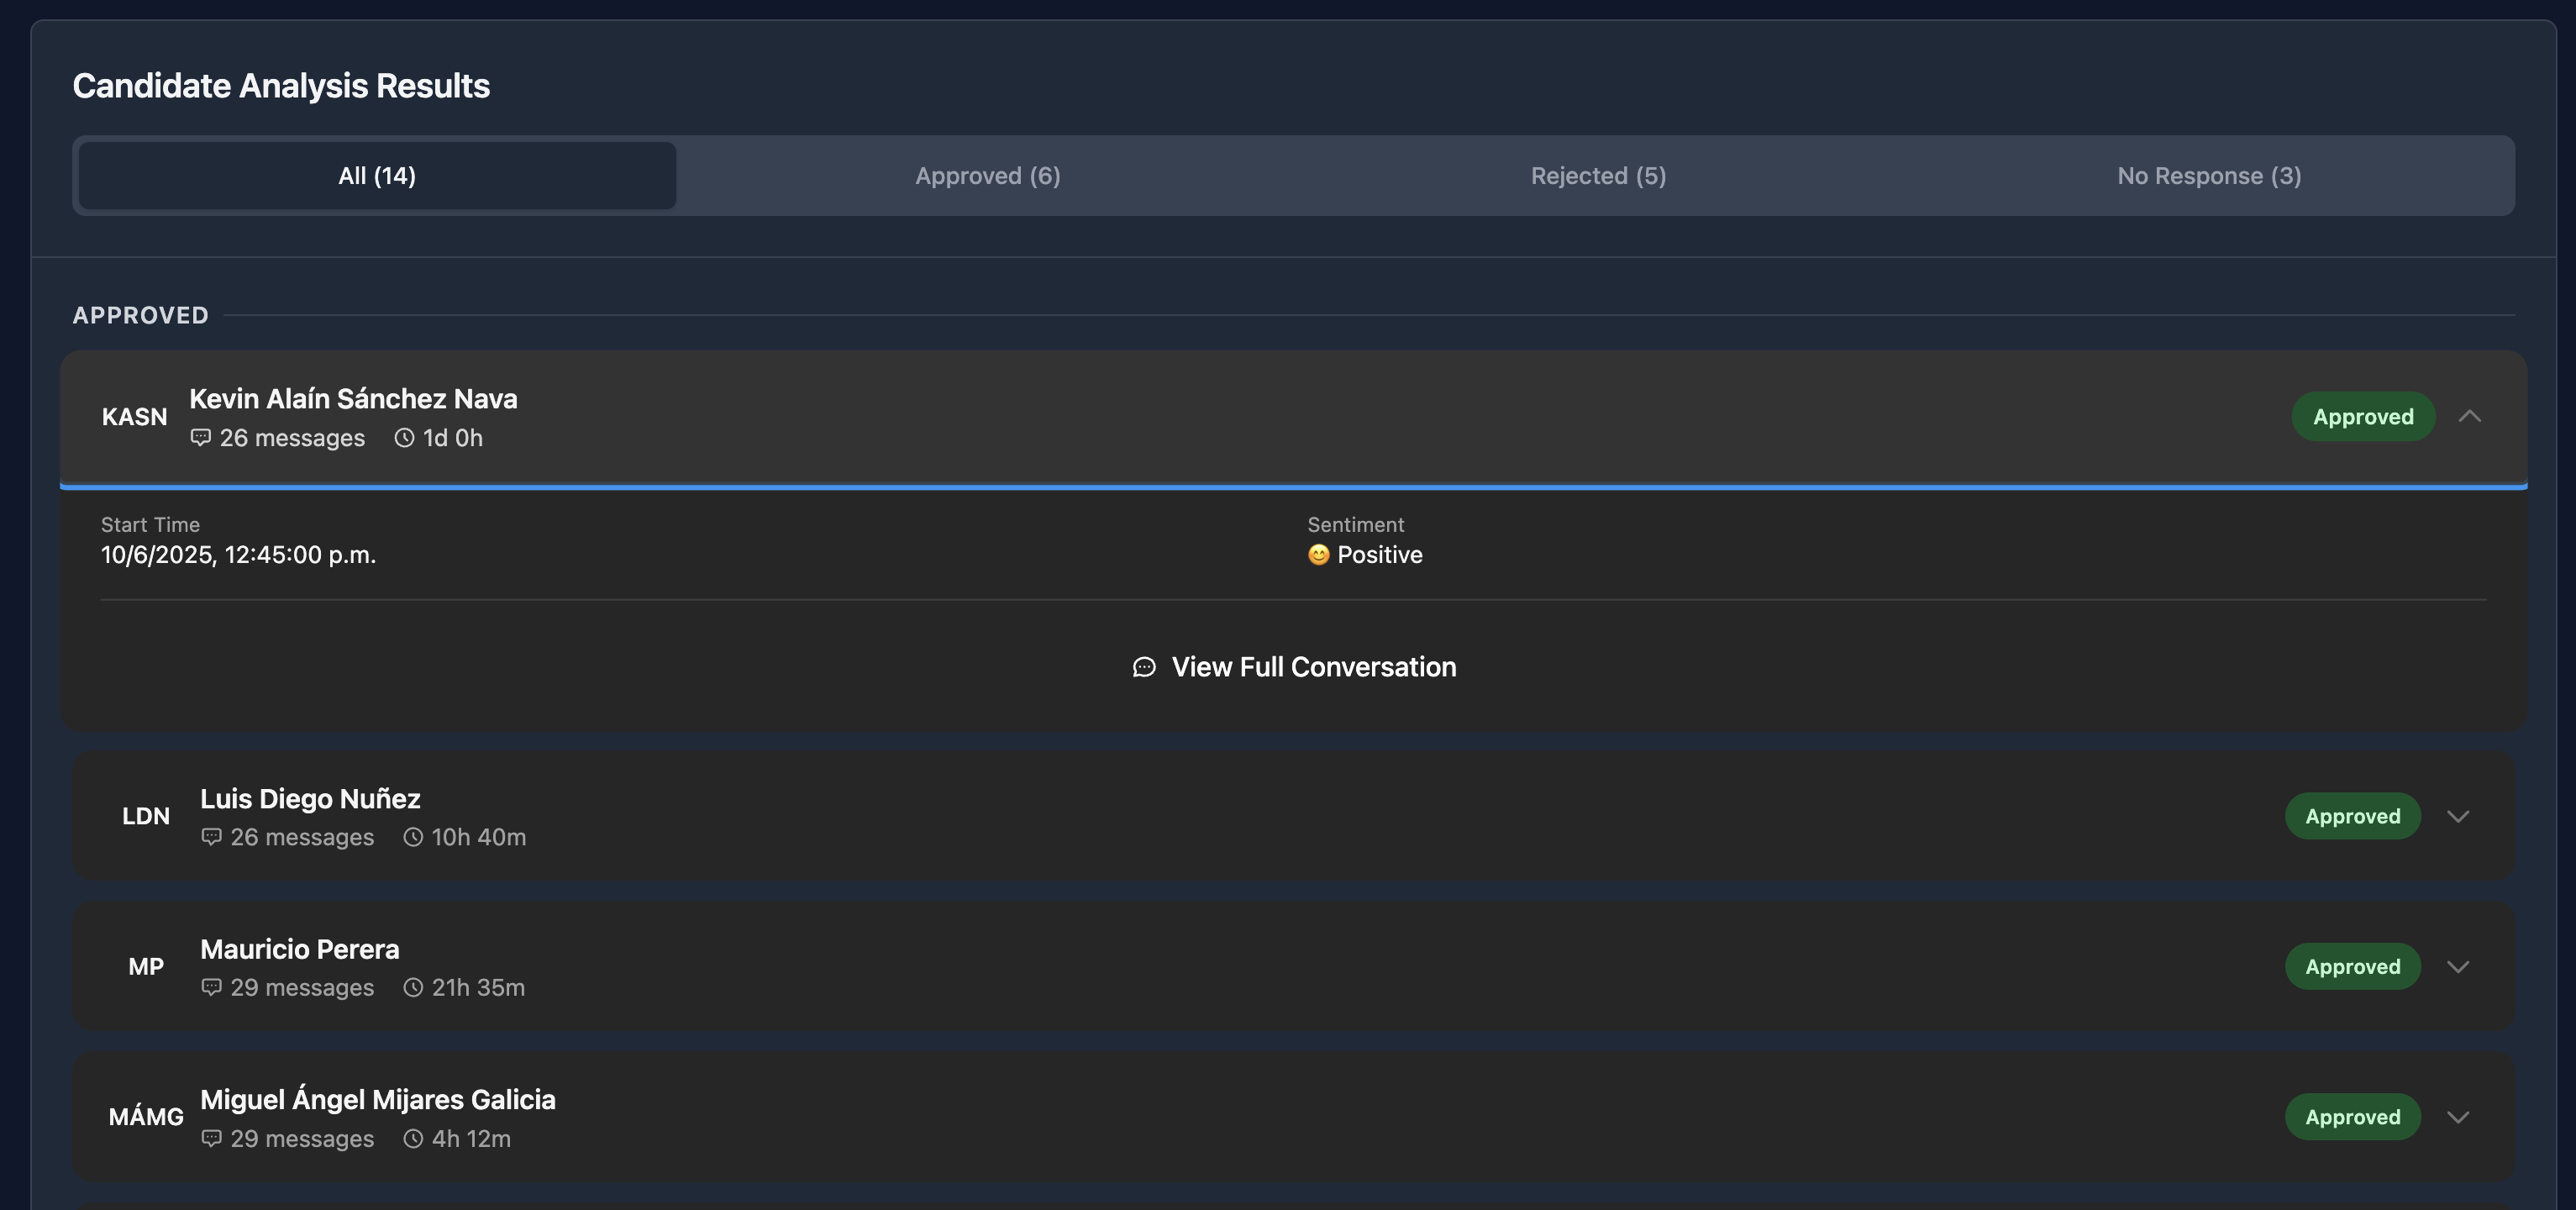 Candidate Analysis Results
All (14)
Approved (6)
Rejected (5)
No Response (3)
APPROVED
KASN
Kevin Alaín Sánchez Nava
26 messages
1d 0h
Approved
Start Time
10/6/2025, 12:45:00 p.m.
Sentiment
😊 Positive
View Full Conversation
LDN
Luis Diego Nuñez
26 messages
10h 40m
Approved
MP
Mauricio Perera
29 messages
21h 35m
Approved
MÁMG
Miguel Ángel Mijares Galicia
29 messages
4h 12m
Approved